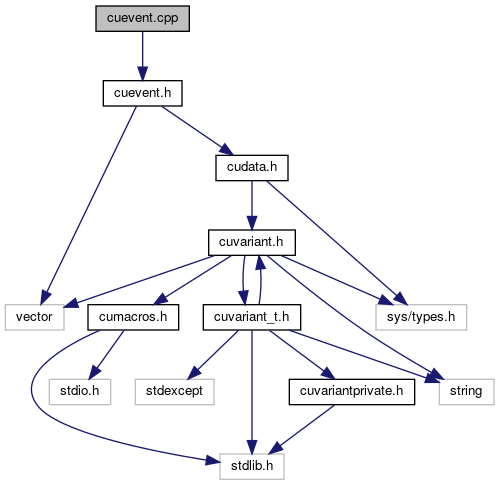 cuevent.cpp
cuevent.h
cudata.h
cuvariant.h
vector
cumacros.h
cuvariant_t.h
sys/types.h
stdio.h
stdexcept
cuvariantprivate.h
string
stdlib.h